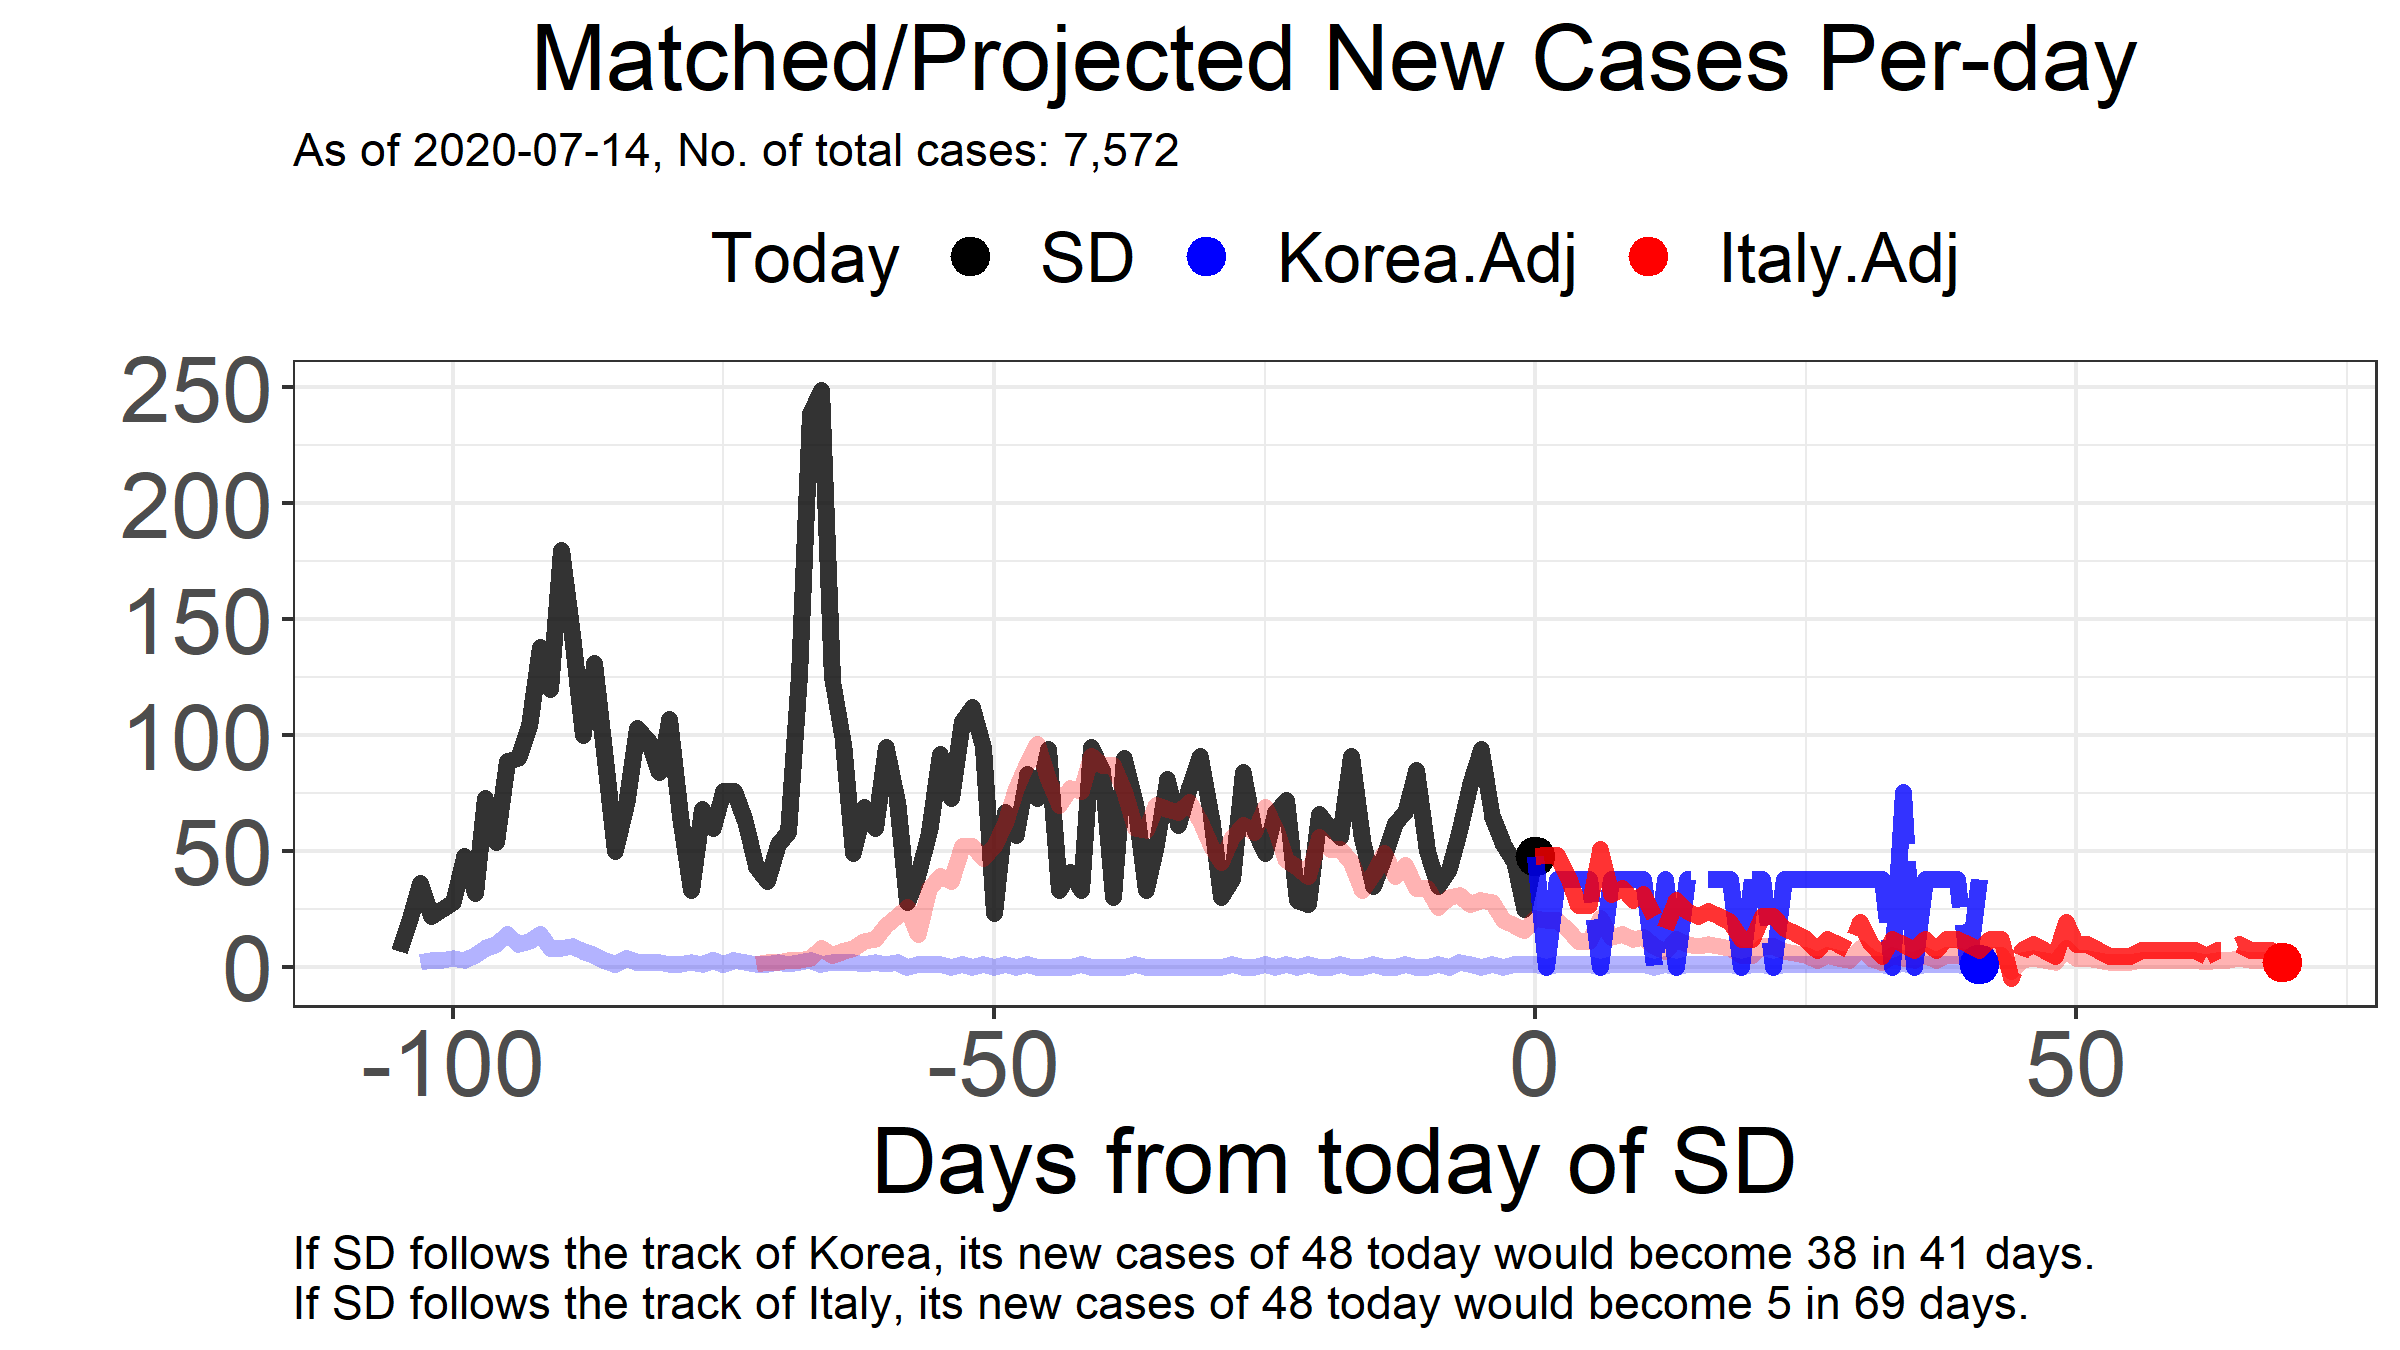 Matched/Projected New Cases Per-day
As of 2020-07-14, No. of total cases: 7,572
Today SD Korea.Adj Italy.Adj
250
200
150
100
50
0
-100 -50 0 50
Days from today of SD
If SD follows the track of Korea, its new cases of 48 today would become 38 in 41 days.
If SD follows the track of Italy, its new cases of 48 today would become 5 in 69 days.